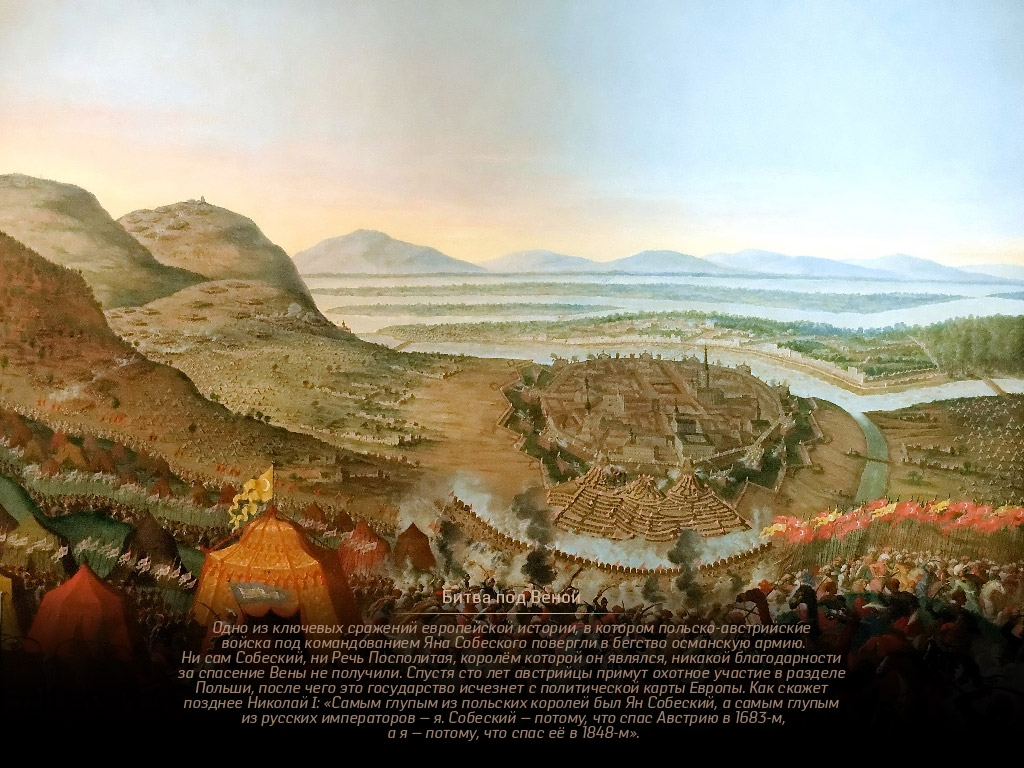 Битва под Веной
Одно из ключевых сражений европейской истории, в котором польско-австрийские
войска под командованием Яна Собеского повергли в бегство османскую армию.
Ни сам Собеский, ни Речь Посполитая, королём которой он являлся, никакой благодарности
за спасение Вены не получили. Спустя сто лет австрийцы примут охотное участие в разделе
Польши, после чего это государство исчезнет с политической карты Европы. Как скажет
позднее Николай I: «Самым глупым из польских королей был Ян Собеский, а самым глупым
из русских императоров — я. Собеский — потому, что спас Австрию в 1683-м,
а я — потому, что спас её в 1848-м».